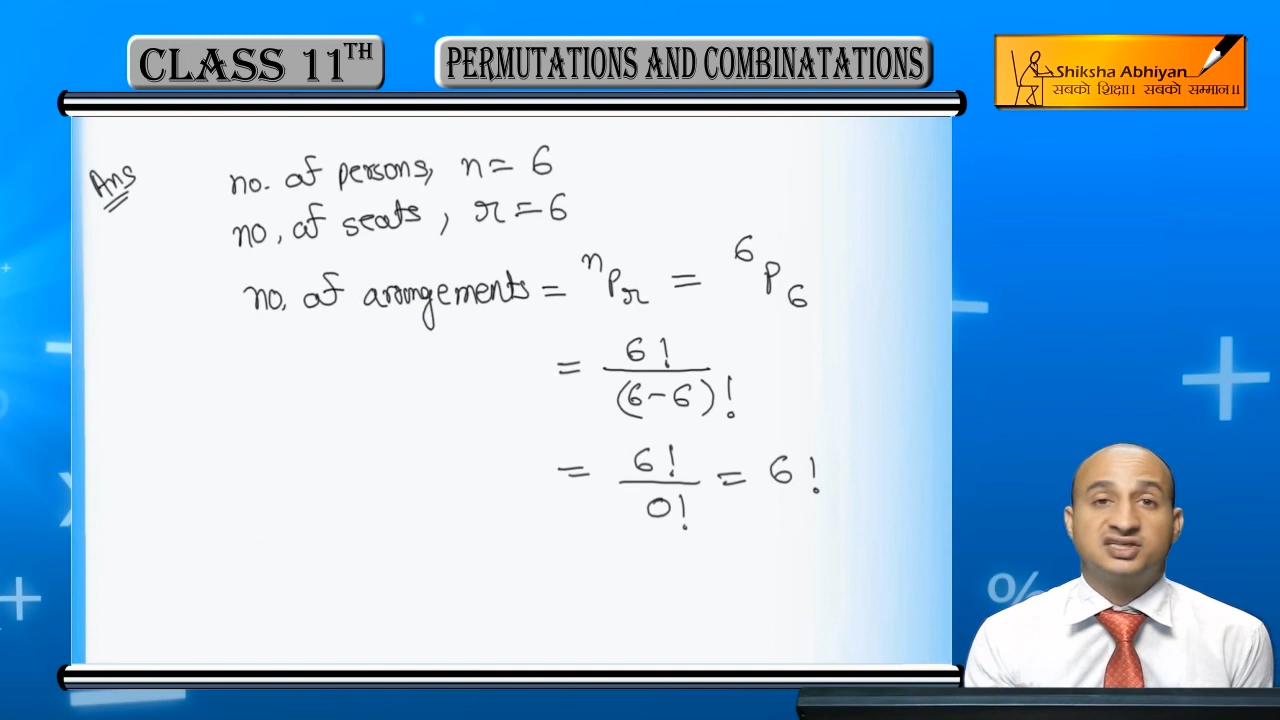 CLASS 11TH
PERMUTATIONS AND COMBINATATIONS
Shiksha Abhiyan
सबको शिक्षा। सबको सम्मान॥
Ans
no. of persons, n = 6
no. of seats, r = 6
no. of arrangements = nPr = 6P6
= 6! / (6-6)!
= 6! / 0! = 6!
%